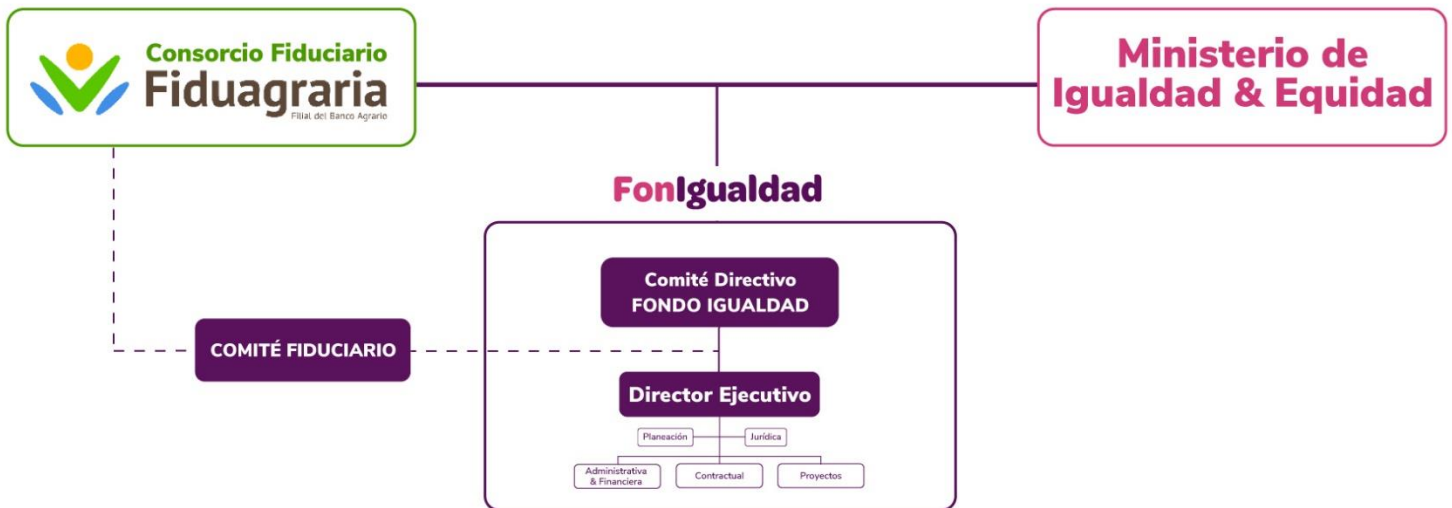 Consorcio Fiduciario
Fiduagraria
Filial del Banco Agrario
Ministerio de
Igualdad & Equidad
FonIgualdad
Comité Directivo
FONDO IGUALDAD
COMITÉ FIDUCIARIO
Director Ejecutivo
Planeación
Jurídica
Administrativa
& Financiera
Contractual
Proyectos